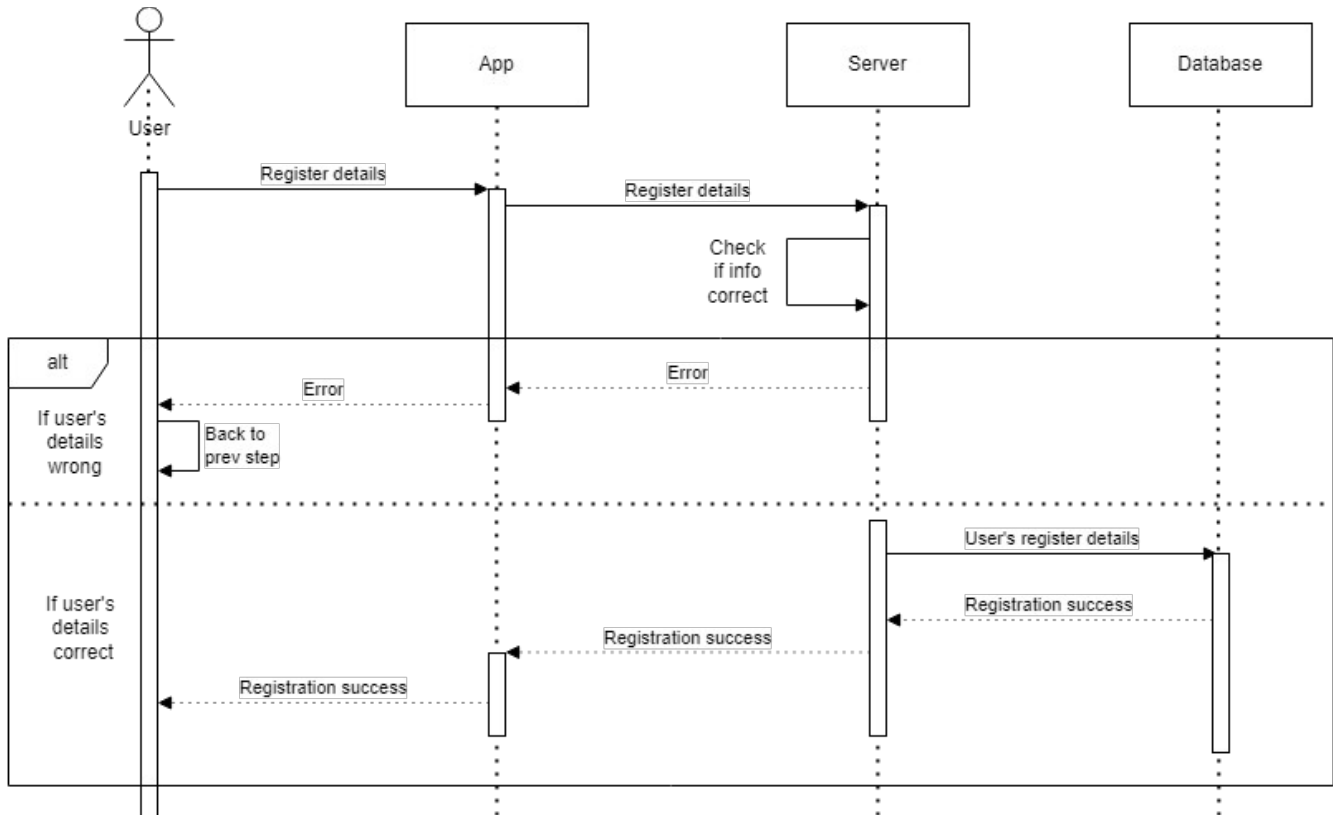 App
Server
Database
User
Register details
Register details
Check
if info
correct
alt
Error
Error
If user's
details
wrong
Back to
prev step
User's register details
Registration success
If user's
details
correct
Registration success
Registration success